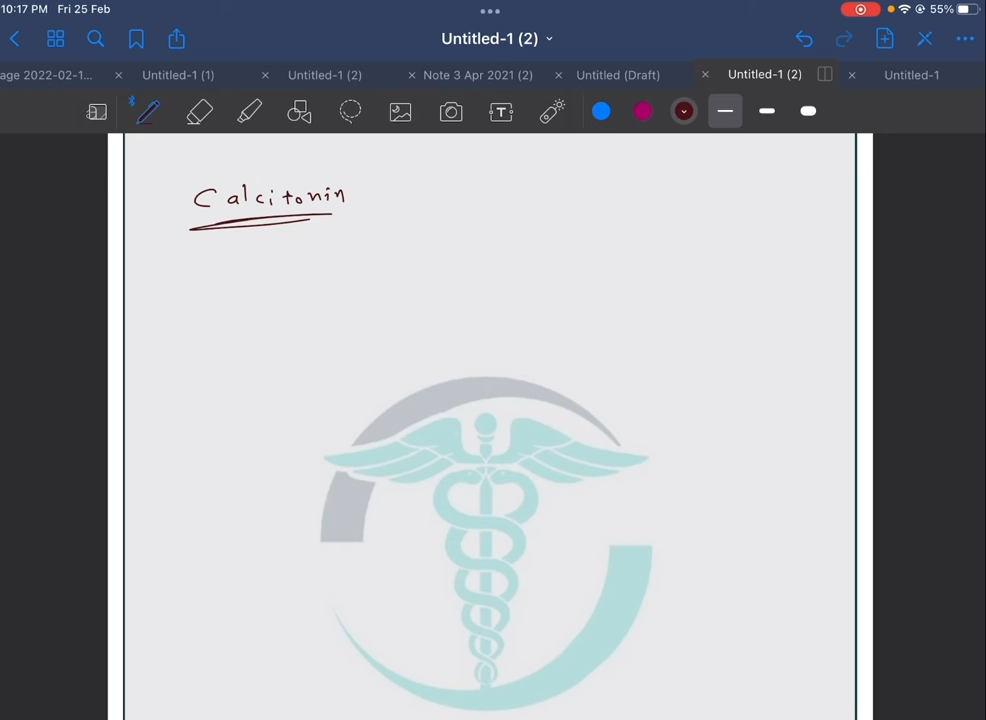 10:17 PM Fri 25 Feb
55%
Untitled-1 (2)
age 2022-02-1... Untitled-1 (1) Untitled-1 (2) Note 3 Apr 2021 (2) Untitled (Draft) Untitled-1 (2) Untitled-1
T
Calcitonin